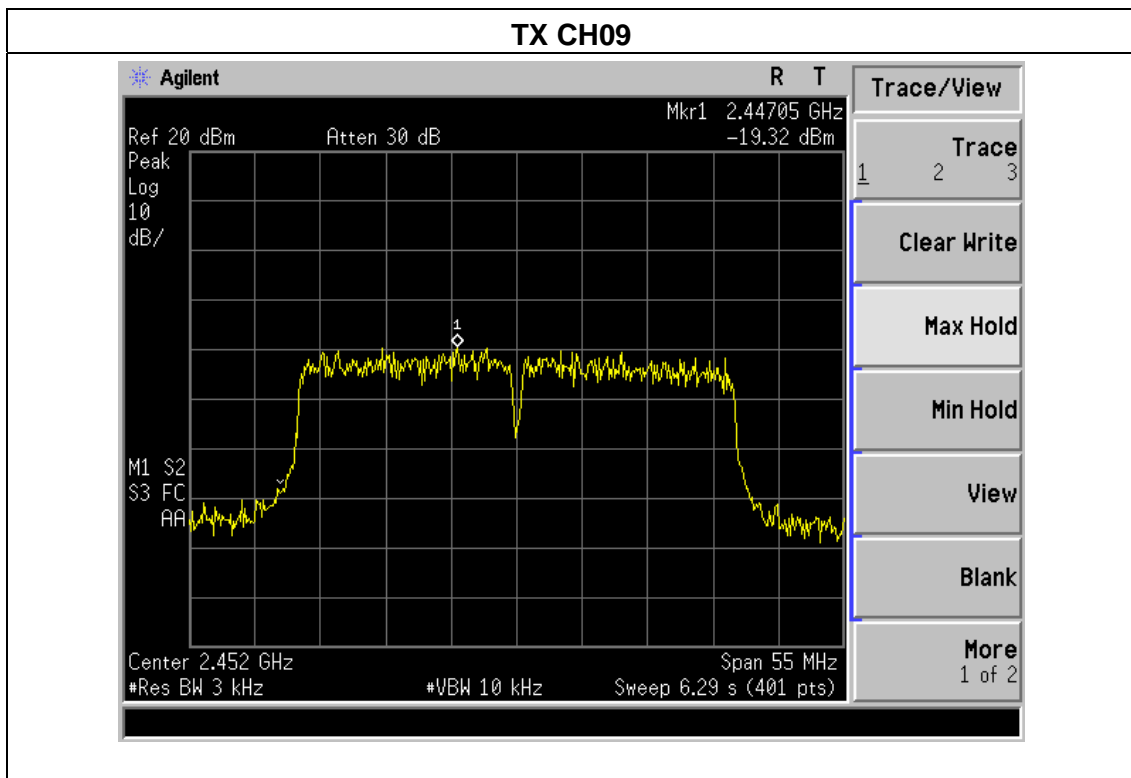 TX CH09
Agilent R T
Mkr1 2.44705 GHz
Ref 20 dBm Atten 30 dB -19.32 dBm
Peak
Log
10
dB/
1
M1 S2
S3 FC
AA
Center 2.452 GHz Span 55 MHz
#Res BW 3 kHz #VBW 10 kHz Sweep 6.29 s (401 pts)
Trace/View
Trace
1 2 3
Clear Write
Max Hold
Min Hold
View
Blank
More
1 of 2